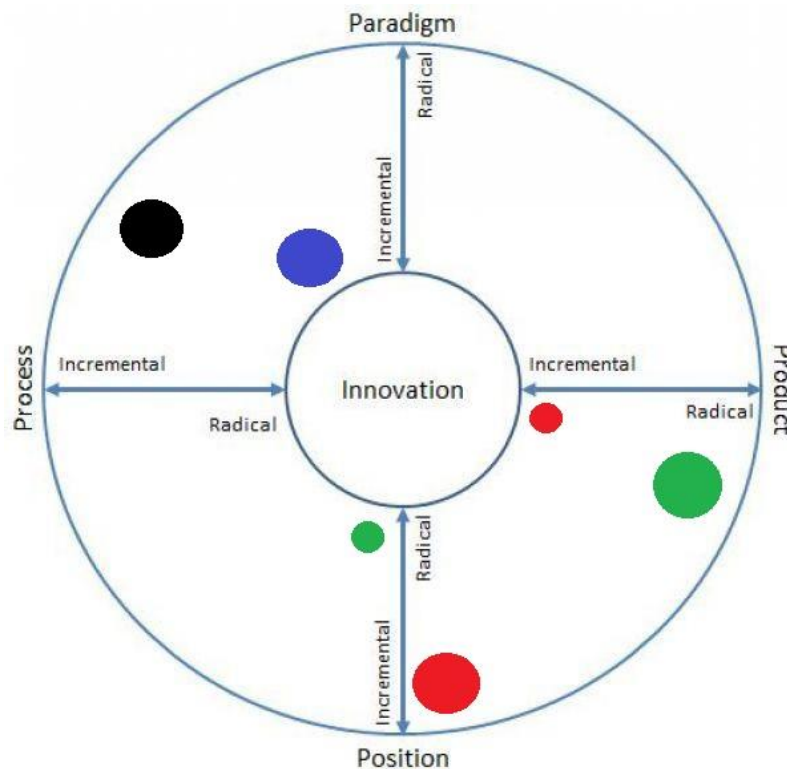 Paradigm
Radical
Incremental
Process
Incremental
Radical
Innovation
Incremental
Radical
Product
Radical
Incremental
Position